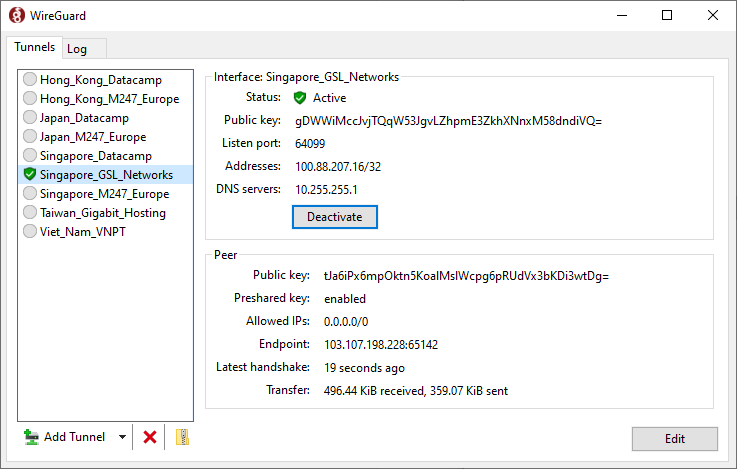 WireGuard
Tunnels
Log
Hong_Kong_Datacamp
Hong_Kong_M247_Europe
Japan_Datacamp
Japan_M247_Europe
Singapore_Datacamp
Singapore_GSL_Networks
Singapore_M247_Europe
Taiwan_Gigabit_Hosting
Viet_Nam_VNPT
Add Tunnel
Interface: Singapore_GSL_Networks
Status: Active
Public key: gDWWiMccJvjTQqW53JgvLZhpmE3ZkhXNnxM58dndiVQ=
Listen port: 64099
Addresses: 100.88.207.16/32
DNS servers: 10.255.255.1
Deactivate
Peer
Public key: tJa6iPx6mpOktn5KoalMslWcpg6pRUdVx3bKDi3wtDg=
Preshared key: enabled
Allowed IPs: 0.0.0.0/0
Endpoint: 103.107.198.228:65142
Latest handshake: 19 seconds ago
Transfer: 496.44 KiB received, 359.07 KiB sent
Edit